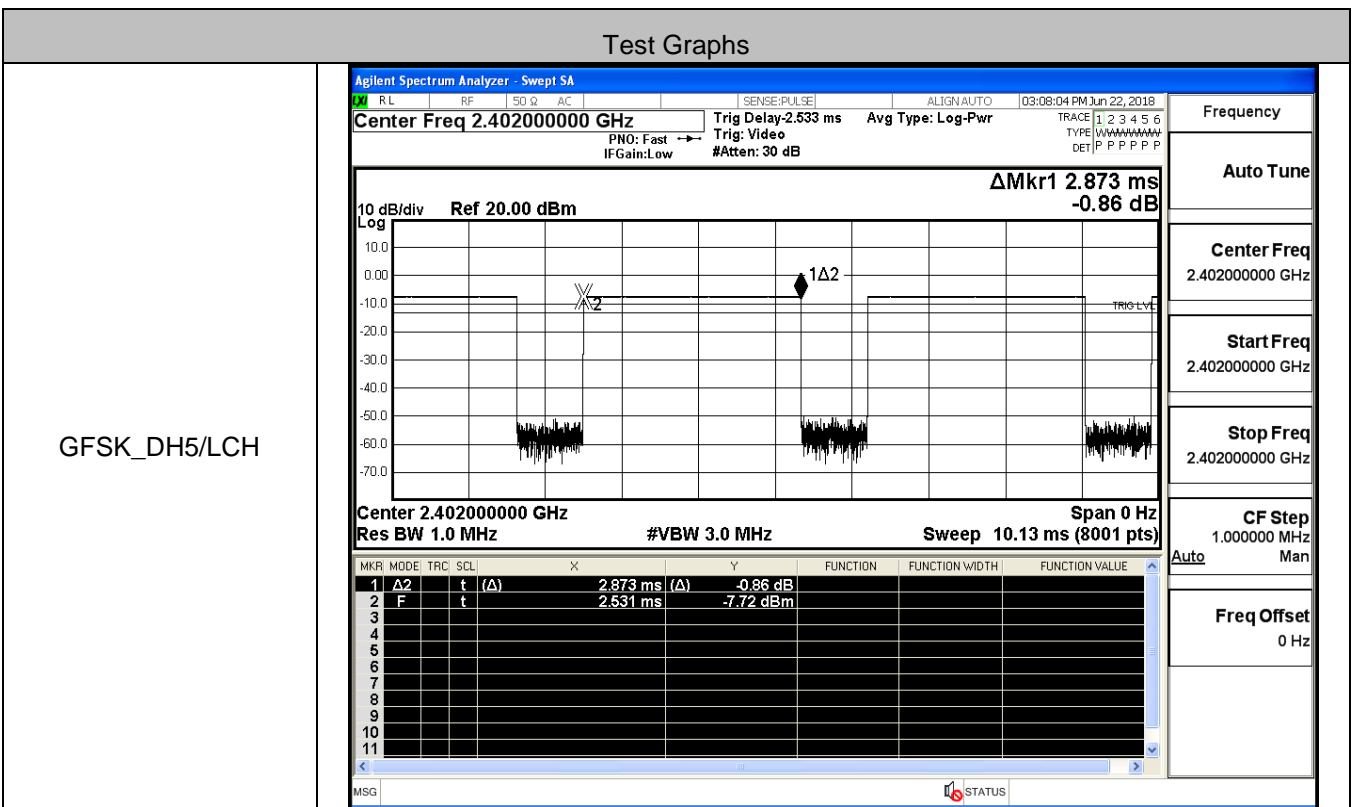 Test Graphs
GFSK_DH5/LCH
Agilent Spectrum Analyzer - Swept SA
LXI RL RF 50 Ω AC SENSE:PULSE ALIGN AUTO 03:08:04 PM Jun 22, 2018
Center Freq 2.402000000 GHz
PNO: Fast
IFGain:Low
Trig Delay-2.533 ms
Trig: Video
#Atten: 30 dB
Avg Type: Log-Pwr
TRACE 1 2 3 4 5 6
TYPE WWWWWW
DET P P P P P P
ΔMkr1 2.873 ms
-0.86 dB
10 dB/div Ref 20.00 dBm
Log
10.0
0.00
-10.0
-20.0
-30.0
-40.0
-50.0
-60.0
-70.0
1Δ2
2
TRIG LVL
Center 2.402000000 GHz Span 0 Hz
Res BW 1.0 MHz #VBW 3.0 MHz Sweep 10.13 ms (8001 pts)
MKR MODE TRC SCL X Y FUNCTION FUNCTION WIDTH FUNCTION VALUE
1 Δ2 t (Δ) 2.873 ms (Δ) -0.86 dB
2 F t 2.531 ms -7.72 dBm
3
4
5
6
7
8
9
10
11
MSG STATUS
Frequency
Auto Tune
Center Freq
2.402000000 GHz
Start Freq
2.402000000 GHz
Stop Freq
2.402000000 GHz
CF Step
1.000000 MHz
Auto Man
Freq Offset
0 Hz